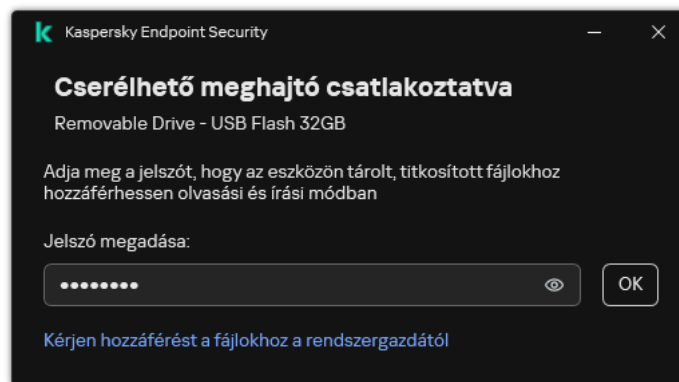 Kaspersky Endpoint Security
Cserélhető meghajtó csatlakoztatva
Removable Drive - USB Flash 32GB
Adja meg a jelszót, hogy az eszközön tárolt, titkosított fájlokhoz
hozzáférhessen olvasási és írási módban
Jelszó megadása:
••••••••
OK
Kérjen hozzáférést a fájlokhoz a rendszergazdától